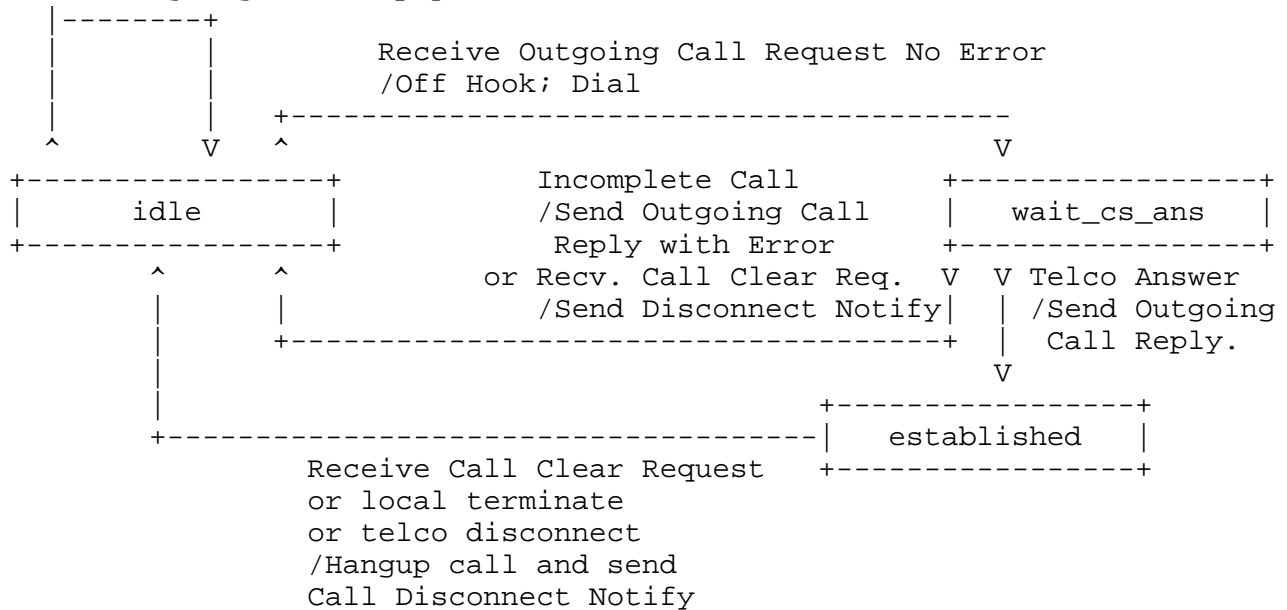 Receive Outgoing Call Request No Error
/Off Hook; Dial
Incomplete Call
idle /Send Outgoing Call wait_cs_ans
Reply with Error
or Recv. Call Clear Req. V V Telco Answer
/Send Disconnect Notify /Send Outgoing
Call Reply.
established
Receive Call Clear Request
or local terminate
or telco disconnect
/Hangup call and send
Call Disconnect Notify